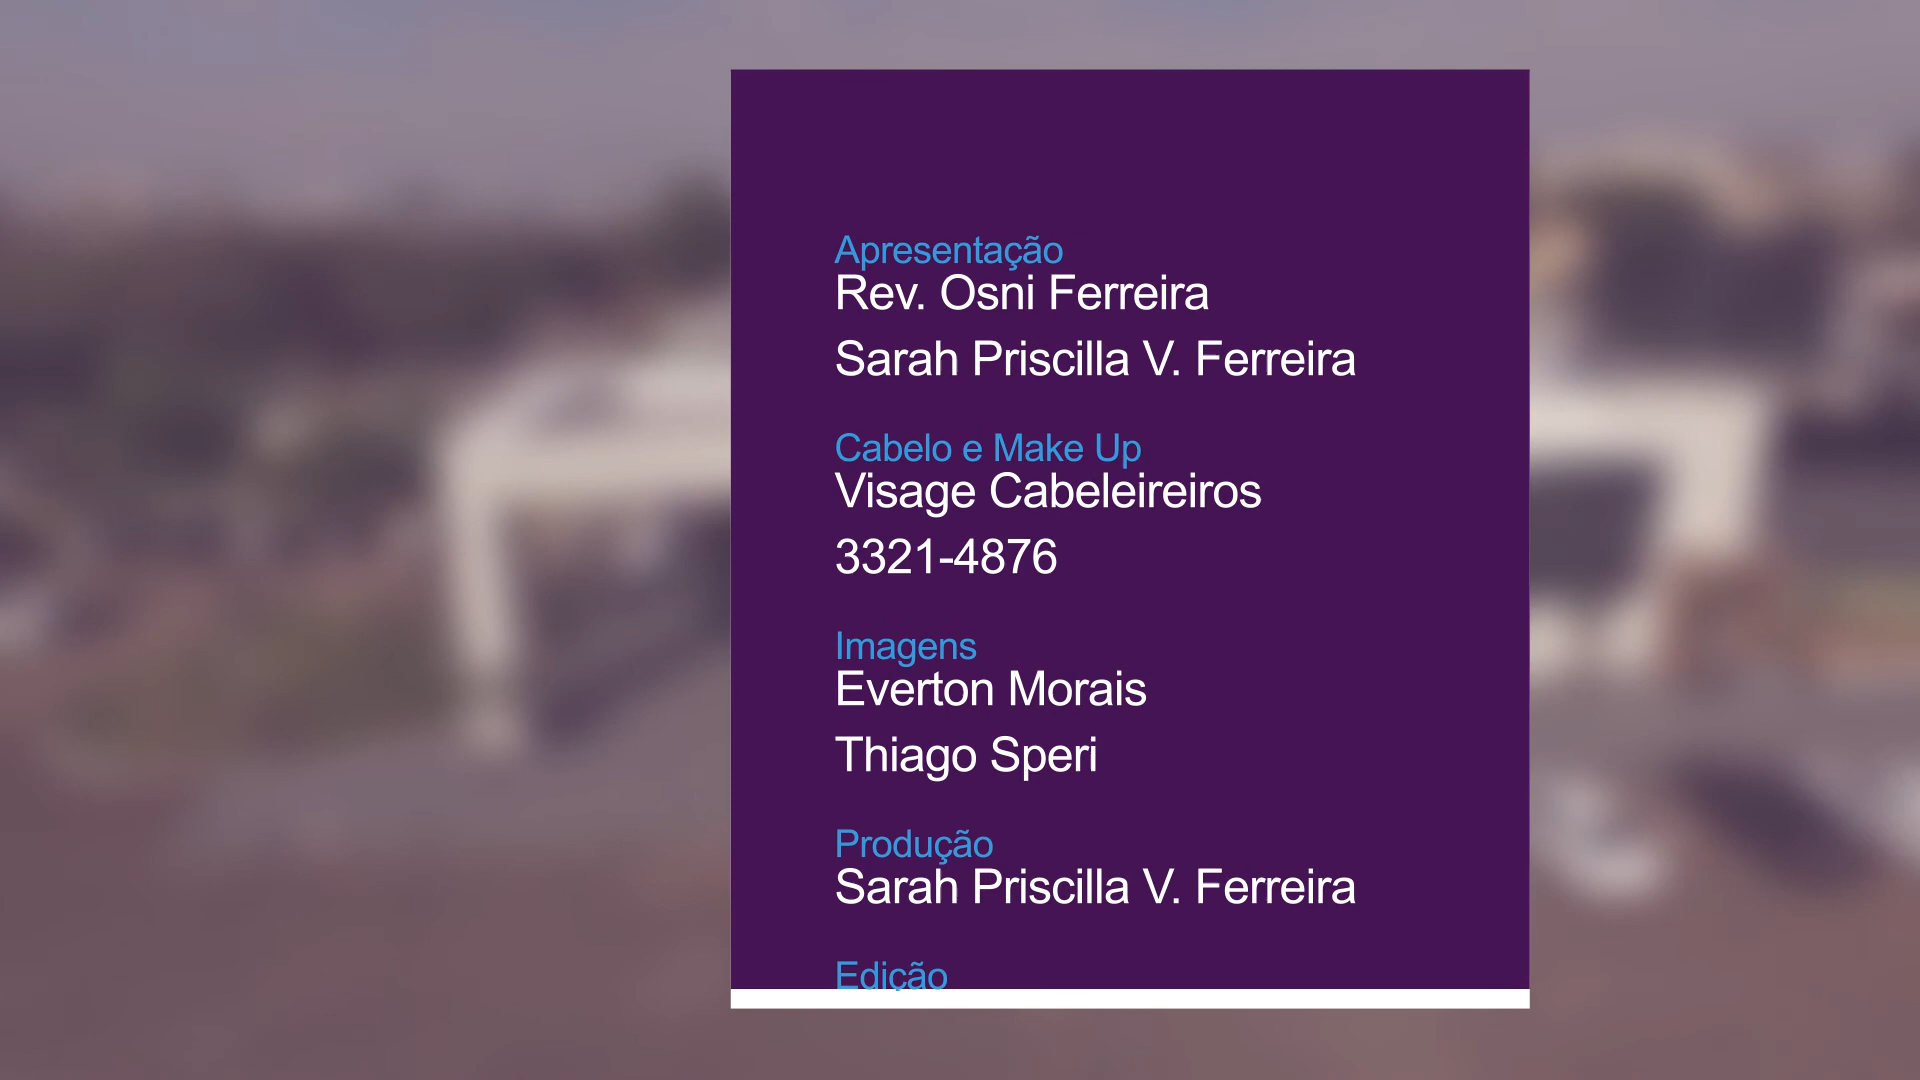 Apresentação
Rev. Osni Ferreira
Sarah Priscilla V. Ferreira
Cabelo e Make Up
Visage Cabeleireiros
3321-4876
Imagens
Everton Morais
Thiago Speri
Produção
Sarah Priscilla V. Ferreira
Edição